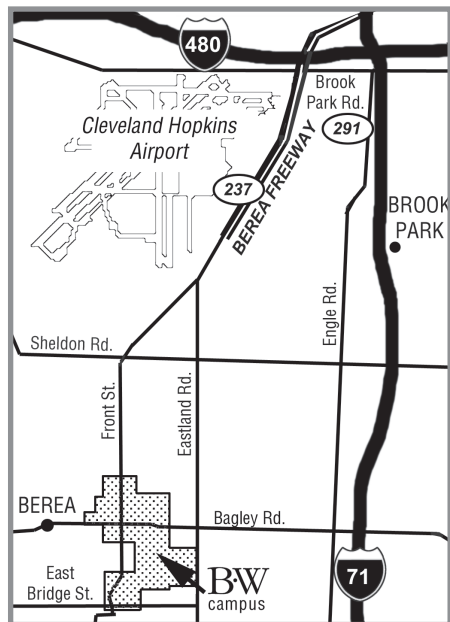 480
Brook
Park Rd.
Cleveland Hopkins
Airport
291
237
BEREA FREEWAY
BROOK
PARK
Engle Rd.
Sheldon Rd.
Front St.
Eastland Rd.
BEREA
Bagley Rd.
East
Bridge St.
B·W
campus
71